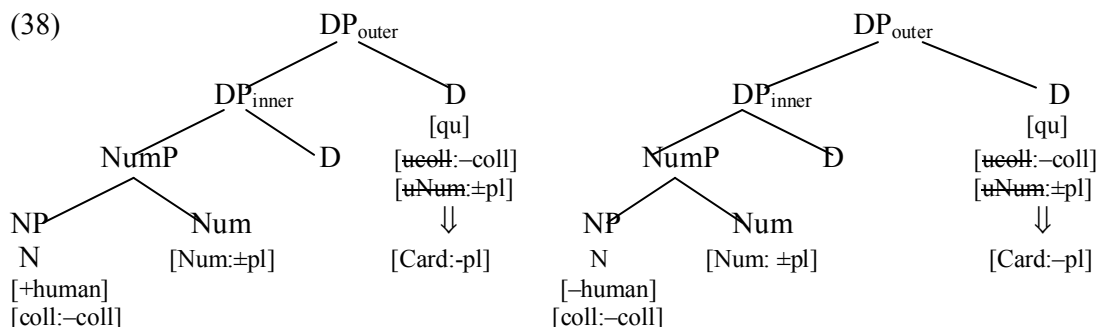 (38) DPouter DPouter
DPinner D DPinner D
[qu] [qu]
NumP D [ucoll:–coll] NumP D [ucoll:–coll]
[uNum:±pl] [uNum:±pl]
NP Num ⇓ NP Num ⇓
N [Num:±pl] [Card:-pl] N [Num: ±pl] [Card:–pl]
[+human] [–human]
[coll:–coll] [coll:–coll]